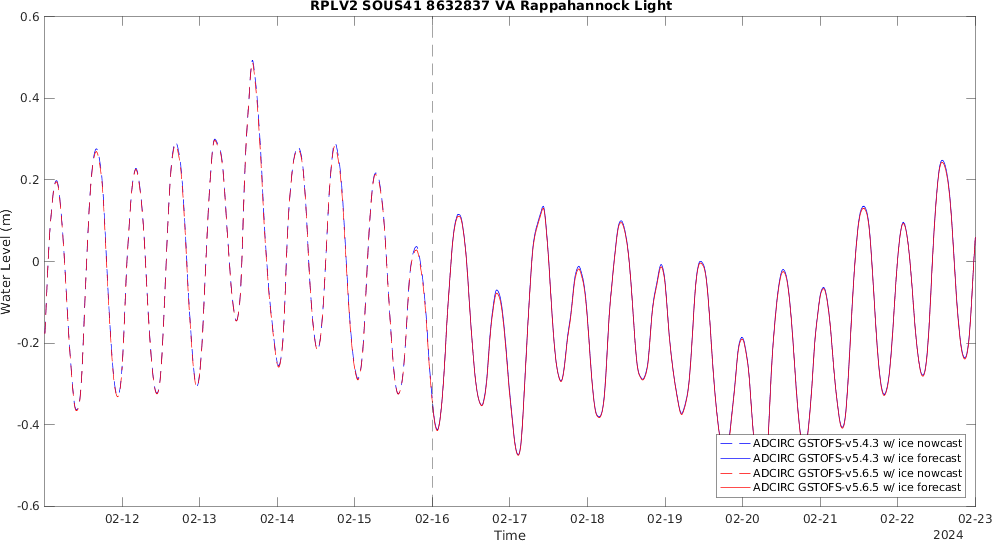 RPLV2 SOUS41 8632837 VA Rappahannock Light
0.6
0.4
0.2
0
-0.2
-0.4
-0.6
Water Level (m)
ADCIRC GSTOFS-v5.4.3 w/ ice nowcast
ADCIRC GSTOFS-v5.4.3 w/ ice forecast
ADCIRC GSTOFS-v5.6.5 w/ ice nowcast
ADCIRC GSTOFS-v5.6.5 w/ ice forecast
02-12 02-13 02-14 02-15 02-16 02-17 02-18 02-19 02-20 02-21 02-22 02-23
Time
2024